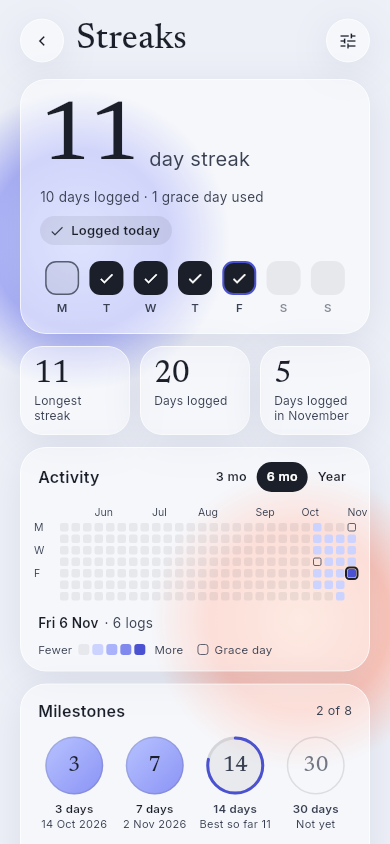 Streaks
11 day streak
10 days logged · 1 grace day used
Logged today
M T W T F S S
11
Longest
streak
20
Days logged
5
Days logged
in November
Activity
3 mo 6 mo Year
Jun Jul Aug Sep Oct Nov
M
W
F
Fri 6 Nov · 6 logs
Fewer More Grace day
Milestones 2 of 8
3 7 14 30
3 days 7 days 14 days 30 days
14 Oct 2026 2 Nov 2026 Best so far 11 Not yet